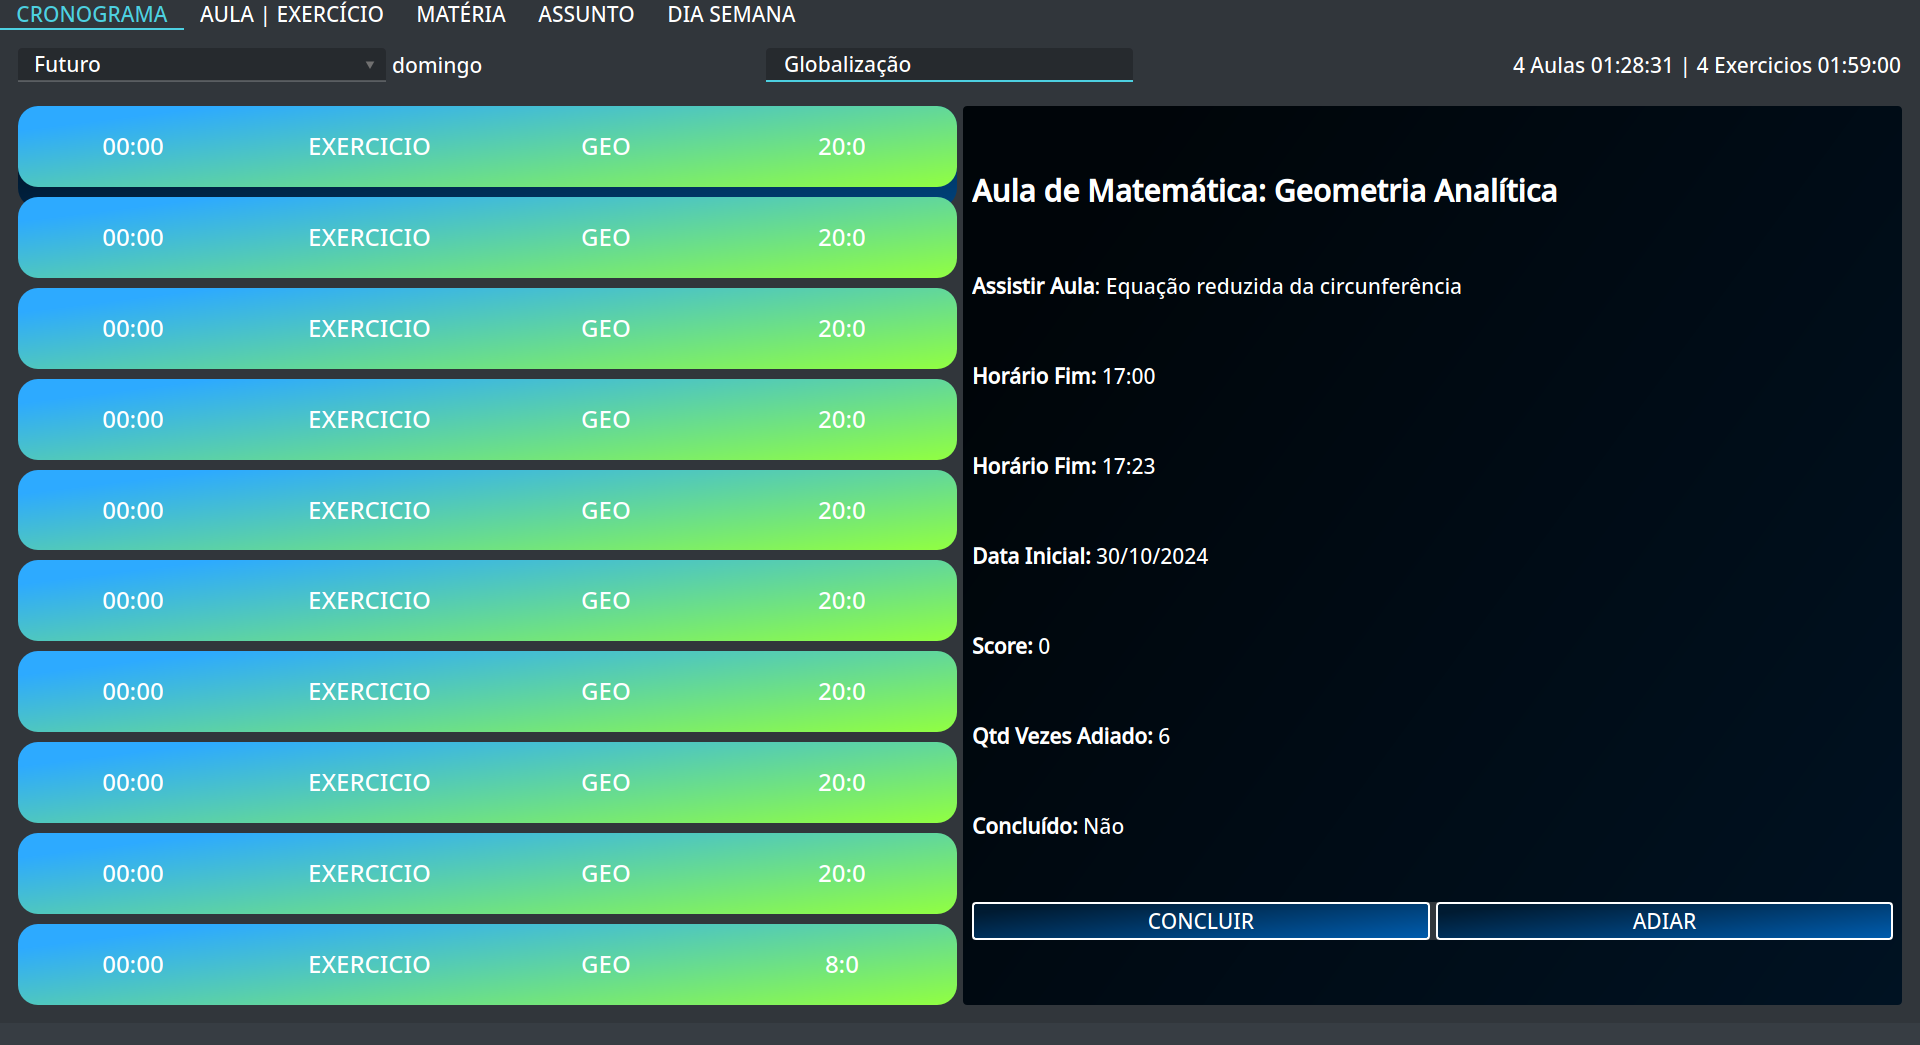 CRONOGRAMA AULA | EXERCÍCIO MATÉRIA ASSUNTO DIA SEMANA
Futuro domingo Globalização 4 Aulas 01:28:31 | 4 Exercicios 01:59:00
00:00 EXERCICIO GEO 20:0
00:00 EXERCICIO GEO 20:0
00:00 EXERCICIO GEO 20:0
00:00 EXERCICIO GEO 20:0
00:00 EXERCICIO GEO 20:0
00:00 EXERCICIO GEO 20:0
00:00 EXERCICIO GEO 20:0
00:00 EXERCICIO GEO 20:0
00:00 EXERCICIO GEO 20:0
00:00 EXERCICIO GEO 8:0
Aula de Matemática: Geometria Analítica
Assistir Aula: Equação reduzida da circunferência
Horário Fim: 17:00
Horário Fim: 17:23
Data Inicial: 30/10/2024
Score: 0
Qtd Vezes Adiado: 6
Concluído: Não
CONCLUIR ADIAR